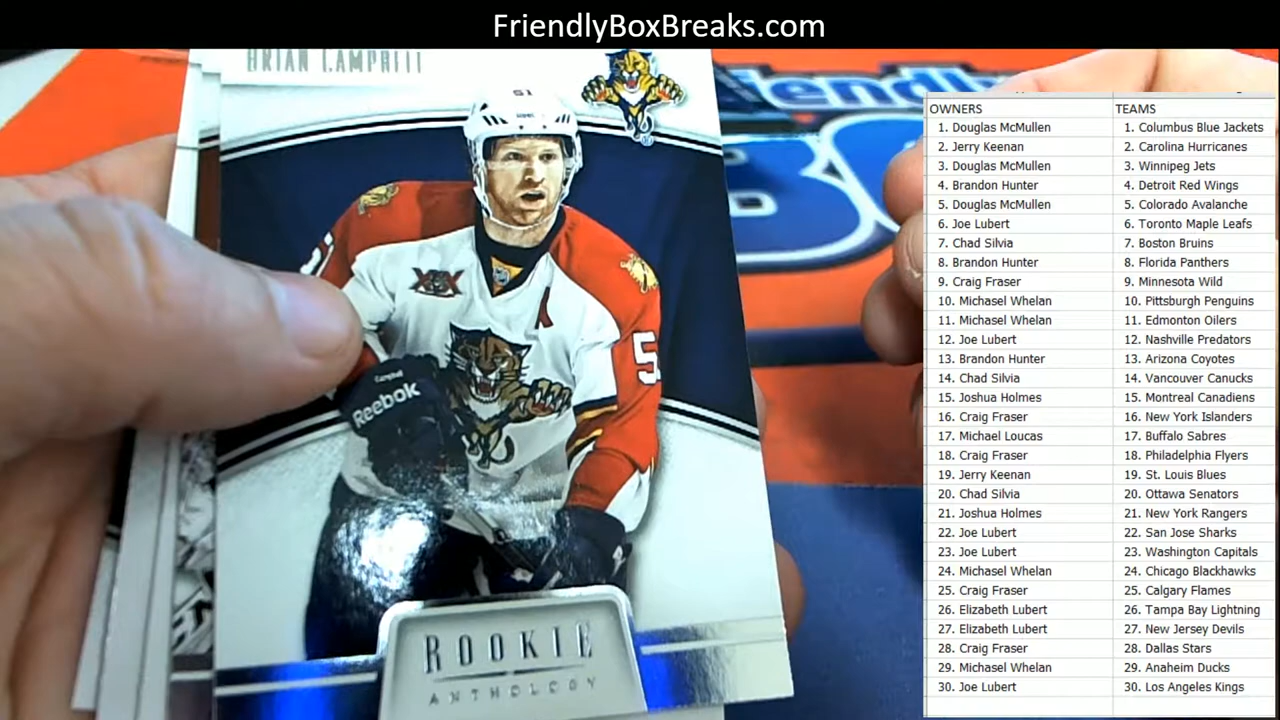 FriendlyBoxBreaks.com
BRIAN CAMPBELL
51
Campbell
Reebok
5
ROOKIE
ANTHOLOGY
OWNERS TEAMS
1. Douglas McMullen 1. Columbus Blue Jackets
2. Jerry Keenan 2. Carolina Hurricanes
3. Douglas McMullen 3. Winnipeg Jets
4. Brandon Hunter 4. Detroit Red Wings
5. Douglas McMullen 5. Colorado Avalanche
6. Joe Lubert 6. Toronto Maple Leafs
7. Chad Silvia 7. Boston Bruins
8. Brandon Hunter 8. Florida Panthers
9. Craig Fraser 9. Minnesota Wild
10. Michasel Whelan 10. Pittsburgh Penguins
11. Michasel Whelan 11. Edmonton Oilers
12. Joe Lubert 12. Nashville Predators
13. Brandon Hunter 13. Arizona Coyotes
14. Chad Silvia 14. Vancouver Canucks
15. Joshua Holmes 15. Montreal Canadiens
16. Craig Fraser 16. New York Islanders
17. Michael Loucas 17. Buffalo Sabres
18. Craig Fraser 18. Philadelphia Flyers
19. Jerry Keenan 19. St. Louis Blues
20. Chad Silvia 20. Ottawa Senators
21. Joshua Holmes 21. New York Rangers
22. Joe Lubert 22. San Jose Sharks
23. Joe Lubert 23. Washington Capitals
24. Michasel Whelan 24. Chicago Blackhawks
25. Craig Fraser 25. Calgary Flames
26. Elizabeth Lubert 26. Tampa Bay Lightning
27. Elizabeth Lubert 27. New Jersey Devils
28. Craig Fraser 28. Dallas Stars
29. Michasel Whelan 29. Anaheim Ducks
30. Joe Lubert 30. Los Angeles Kings